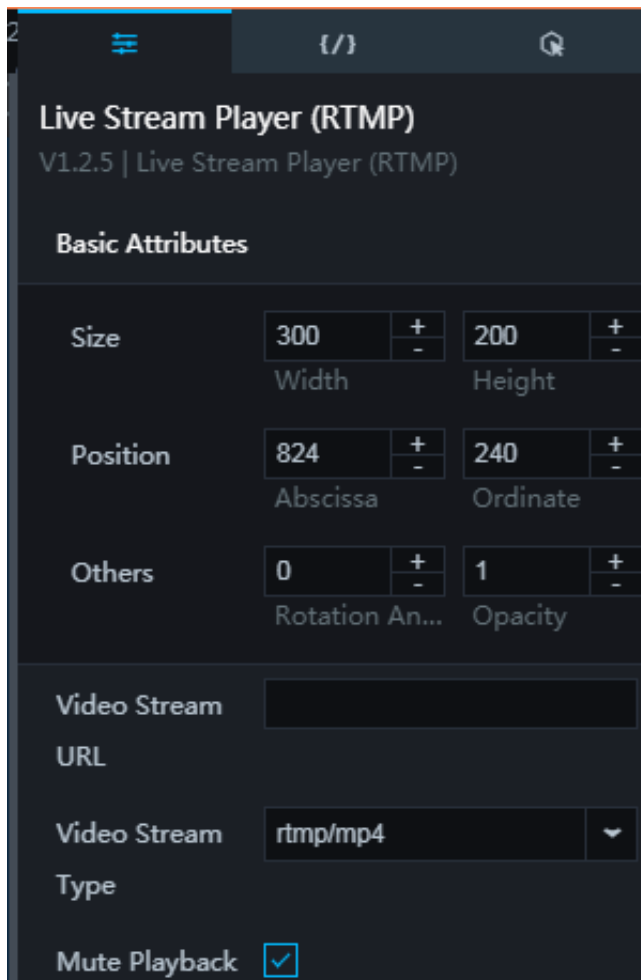 2
{/}
Live Stream Player (RTMP)
V1.2.5 | Live Stream Player (RTMP)
Basic Attributes
Size 300 + - 200 + -
Width Height
Position 824 + - 240 + -
Abscissa Ordinate
Others 0 + - 1 + -
Rotation An... Opacity
Video Stream
URL
Video Stream rtmp/mp4
Type
Mute Playback